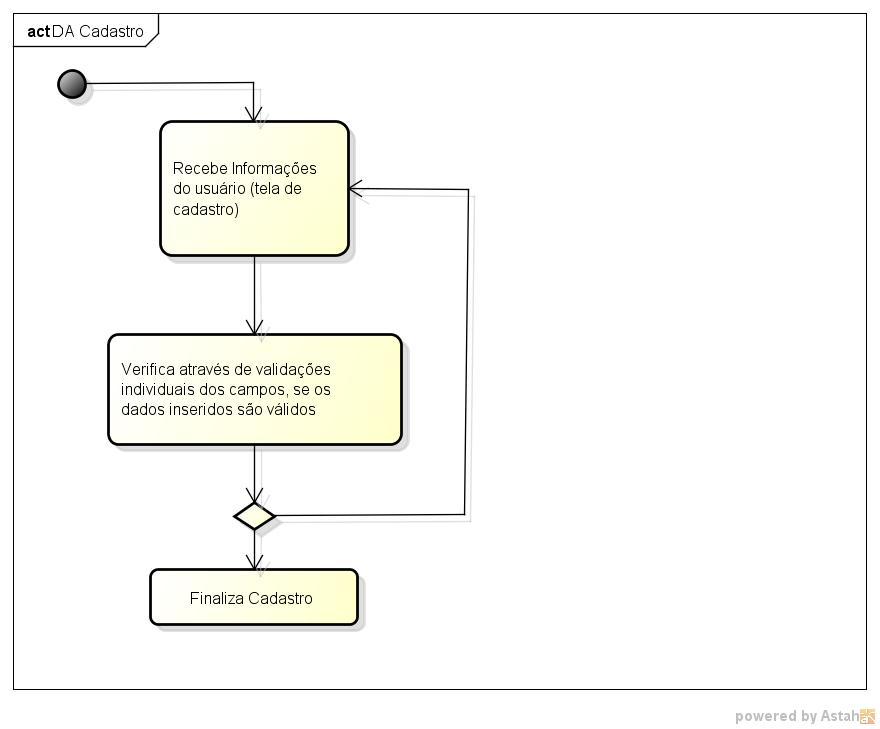 act DA Cadastro
Recebe Informações
do usuário (tela de
cadastro)
Verifica através de validações
individuais dos campos, se os
dados inseridos são válidos
Finaliza Cadastro
powered by Astah